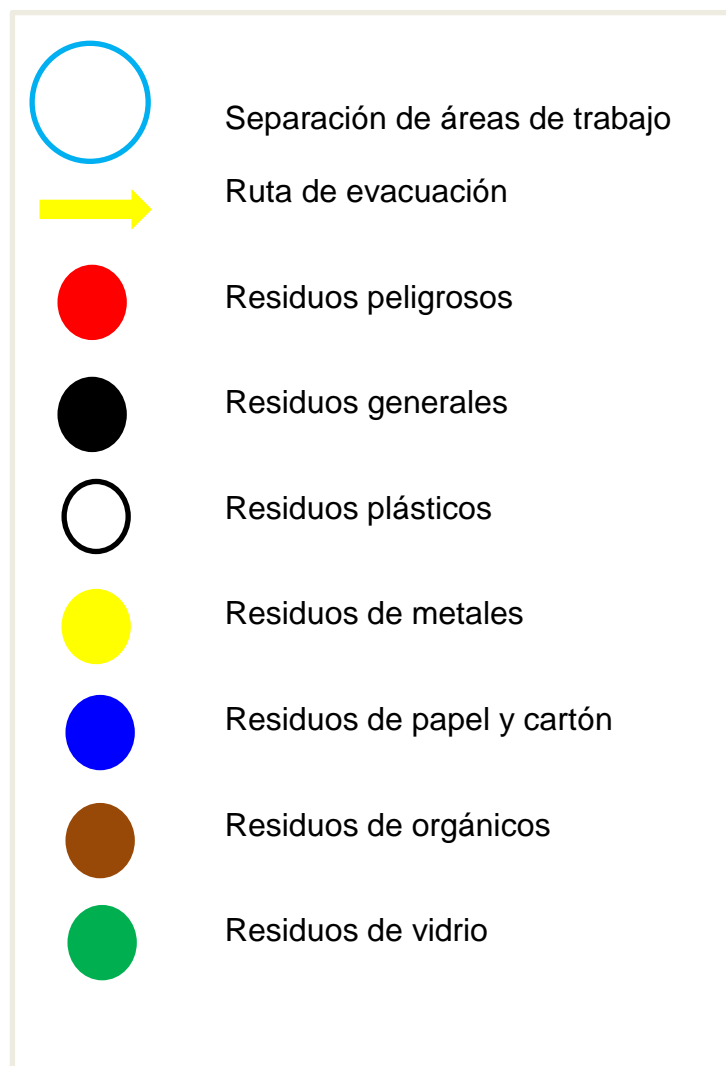 Separación de áreas de trabajo
Ruta de evacuación
Residuos peligrosos
Residuos generales
Residuos plásticos
Residuos de metales
Residuos de papel y cartón
Residuos de orgánicos
Residuos de vidrio